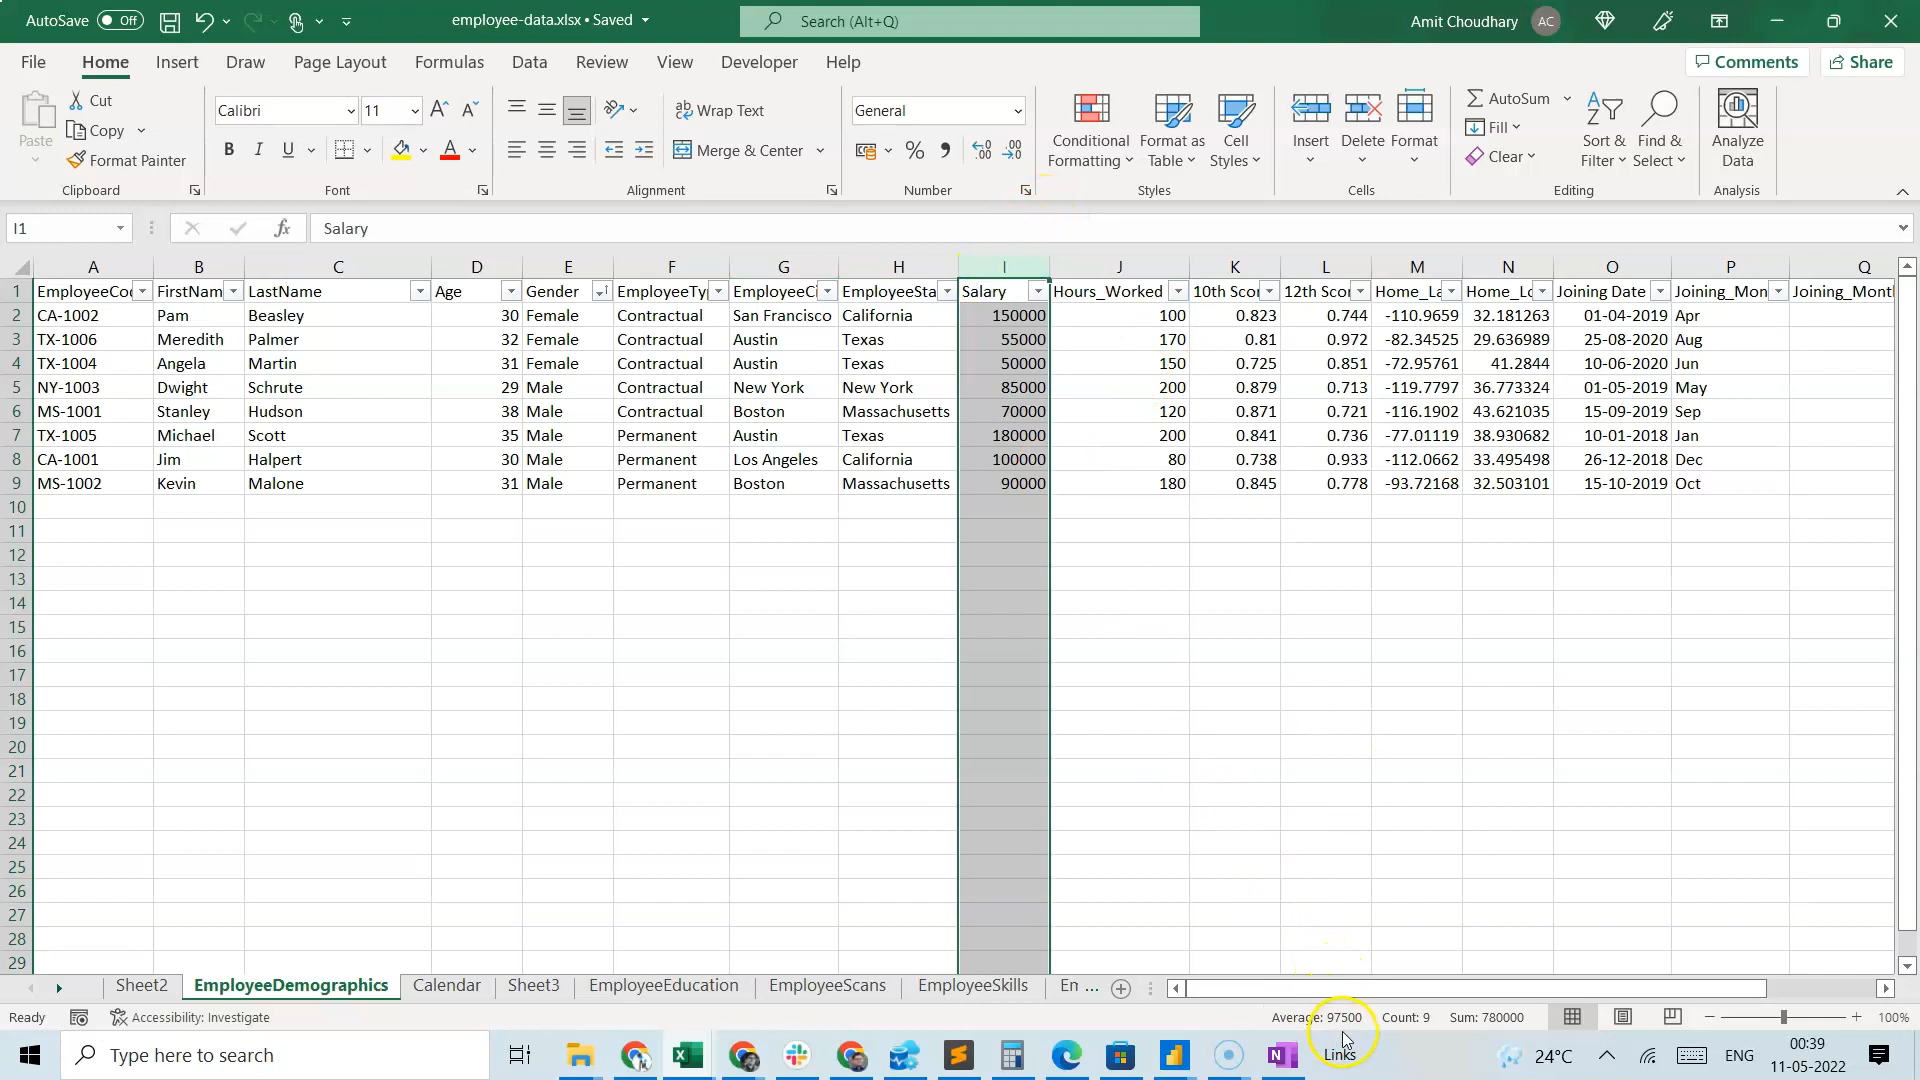 AutoSave Off employee-data.xlsx • Saved Search (Alt+Q) Amit Choudhary AC
File Home Insert Draw Page Layout Formulas Data Review View Developer Help Comments Share
Paste Cut Copy Format Painter Clipboard
Calibri 11 B I U A Font
ab Wrap Text Merge & Center Alignment
General % Number
Conditional Formatting Format as Table Cell Styles Styles
Insert Delete Format Cells
AutoSum Fill Clear Sort & Filter Find & Select Editing
Analyze Data Analysis
I1 fx Salary
A B C D E F G H I J K L M N O P Q
1 EmployeeCo FirstNam LastName Age Gender EmployeeTy EmployeeCi EmployeeSta Salary Hours_Worked 10th Scor 12th Scor Home_La Home_Lo Joining Date Joining_Mon Joining_Month
2 CA-1002 Pam Beasley 30 Female Contractual San Francisco California 150000 100 0.823 0.744 -110.9659 32.181263 01-04-2019 Apr
3 TX-1006 Meredith Palmer 32 Female Contractual Austin Texas 55000 170 0.81 0.972 -82.34525 29.636989 25-08-2020 Aug
4 TX-1004 Angela Martin 31 Female Contractual Austin Texas 50000 150 0.725 0.851 -72.95761 41.2844 10-06-2020 Jun
5 NY-1003 Dwight Schrute 29 Male Contractual New York New York 85000 200 0.879 0.713 -119.7797 36.773324 01-05-2019 May
6 MS-1001 Stanley Hudson 38 Male Contractual Boston Massachusetts 70000 120 0.871 0.721 -116.1902 43.621035 15-09-2019 Sep
7 TX-1005 Michael Scott 35 Male Permanent Austin Texas 180000 200 0.841 0.736 -77.01119 38.930682 10-01-2018 Jan
8 CA-1001 Jim Halpert 30 Male Permanent Los Angeles California 100000 80 0.738 0.933 -112.0662 33.495498 26-12-2018 Dec
9 MS-1002 Kevin Malone 31 Male Permanent Boston Massachusetts 90000 180 0.845 0.778 -93.72168 32.503101 15-10-2019 Oct
10
11
12
13
14
15
16
17
18
19
20
21
22
23
24
25
26
27
28
29
Sheet2 EmployeeDemographics Calendar Sheet3 EmployeeEducation EmployeeScans EmployeeSkills En ...
Ready Accessibility: Investigate Average: 97500 Count: 9 Sum: 780000 100%
Type here to search Links 24°C ENG 00:39
11-05-2022